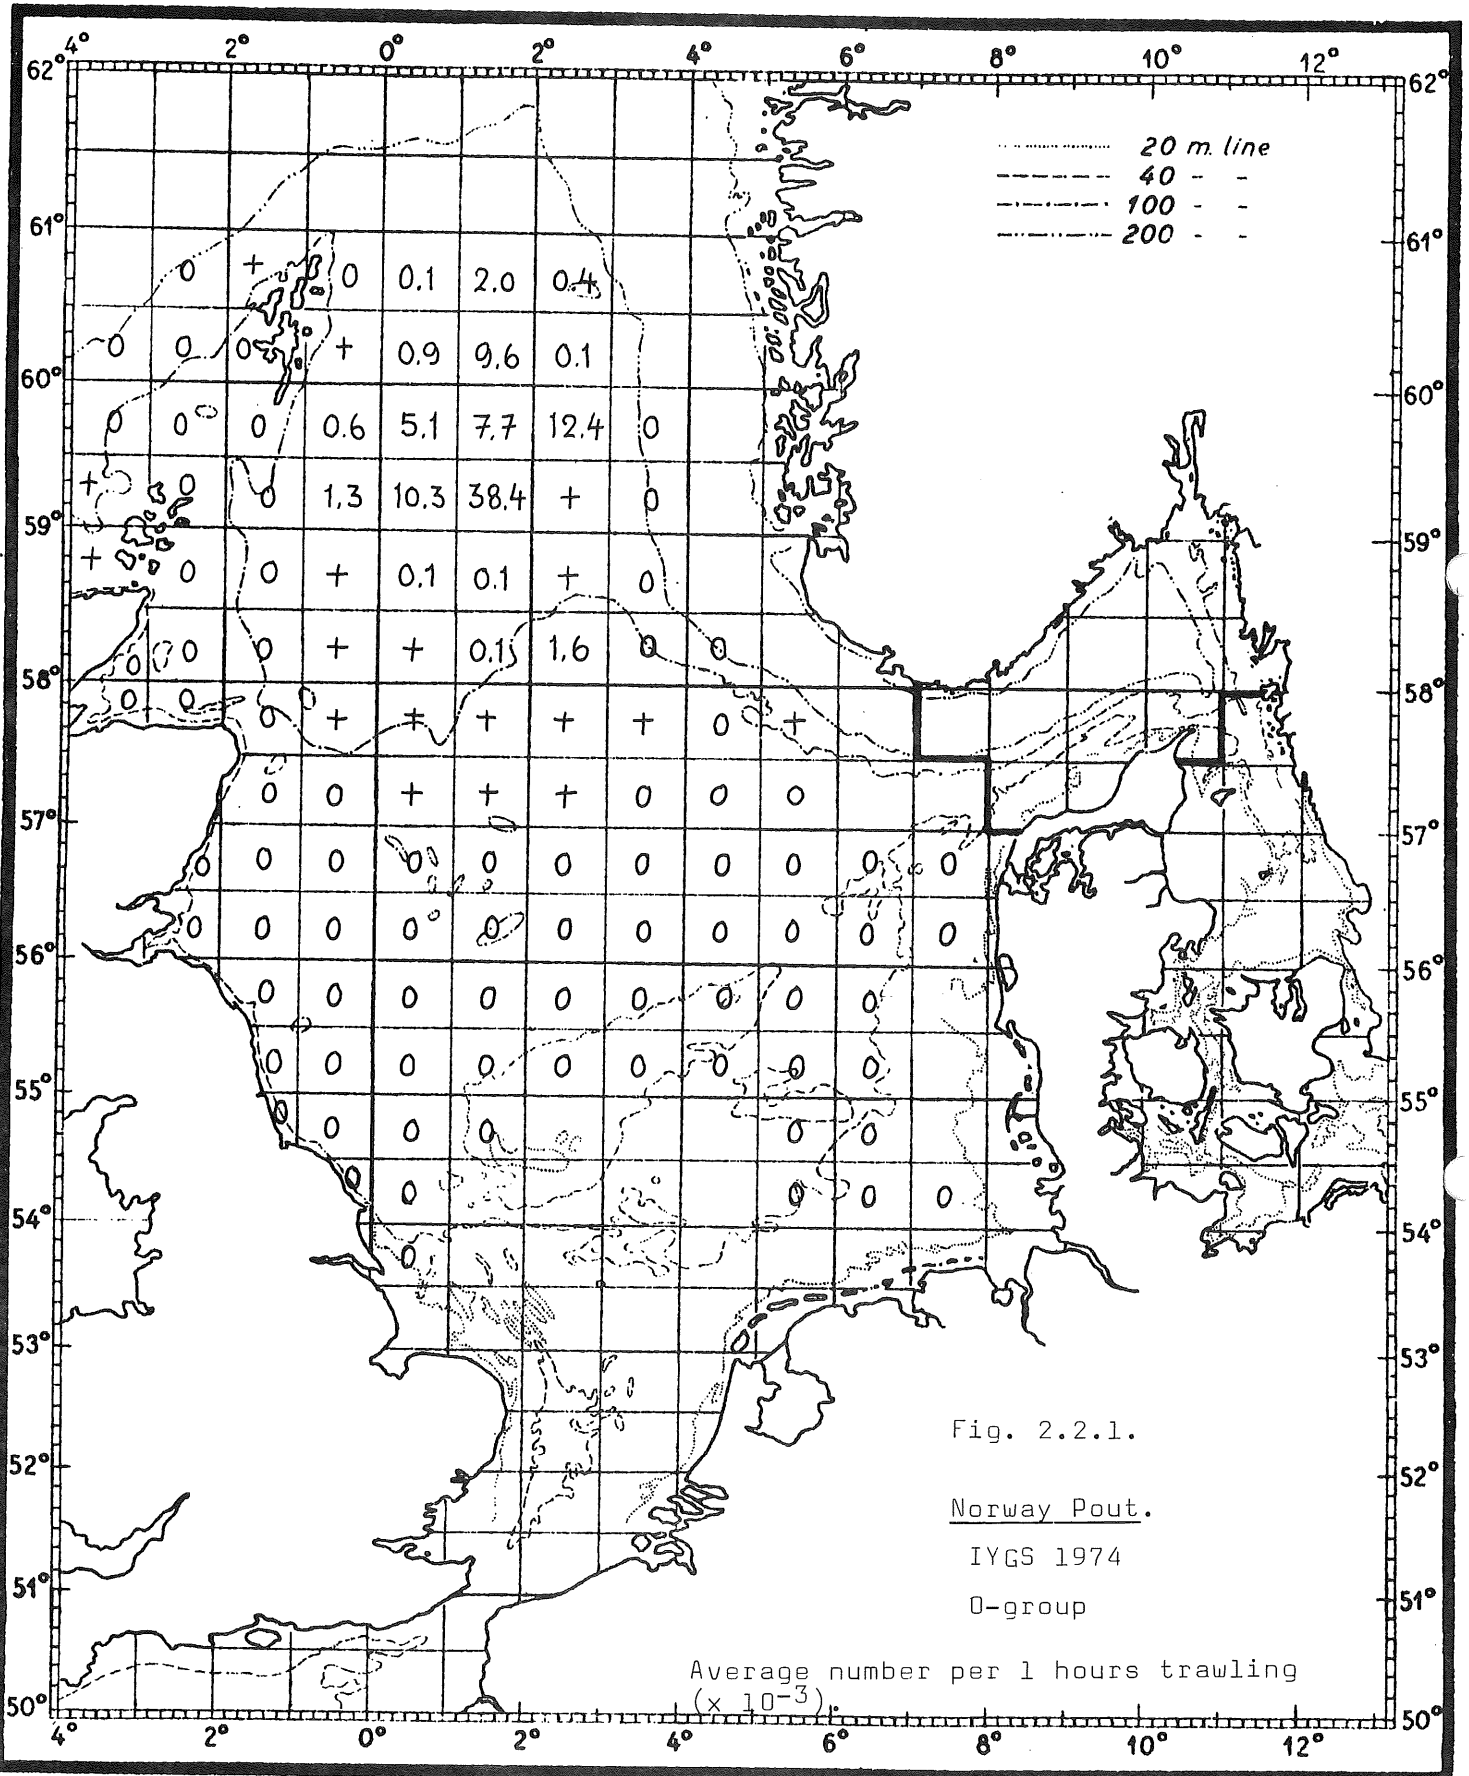 4° 2° 0° 2° 4° 6° 8° 10° 12°
62° 62°
20 m. line
40 - -
100 - -
200 - -
61° 61°
0 + 0 0.1 2.0 0.4
0 0 0 + 0.9 9.6 0.1
60° 60°
0 0 0 0.6 5.1 7.7 12.4 0
+ 0 0 1.3 10.3 38.4 + 0
59° 59°
+ 0 0 + 0.1 0.1 + 0
0 0 0 + + 0.1 1.6 0 0
58° 58°
0 0 0 + + + + + 0 +
0 0 + + + 0 0 0
57° 57°
0 0 0 0 0 0 0 0 0 0 0
0 0 0 0 0 0 0 0 0 0 0
56° 56°
0 0 0 0 0 0 0 0 0
0 0 0 0 0 0 0 0 0
55° 55°
0 0 0 0 0 0
0 0 0 0 0
54° 54°
0
53° 53°
Fig. 2.2.1.
52° 52°
Norway Pout.
IYGS 1974
51° 51°
0-group
Average number per 1 hours trawling
(x 10-3).
50° 50°
4° 2° 0° 2° 4° 6° 8° 10° 12°